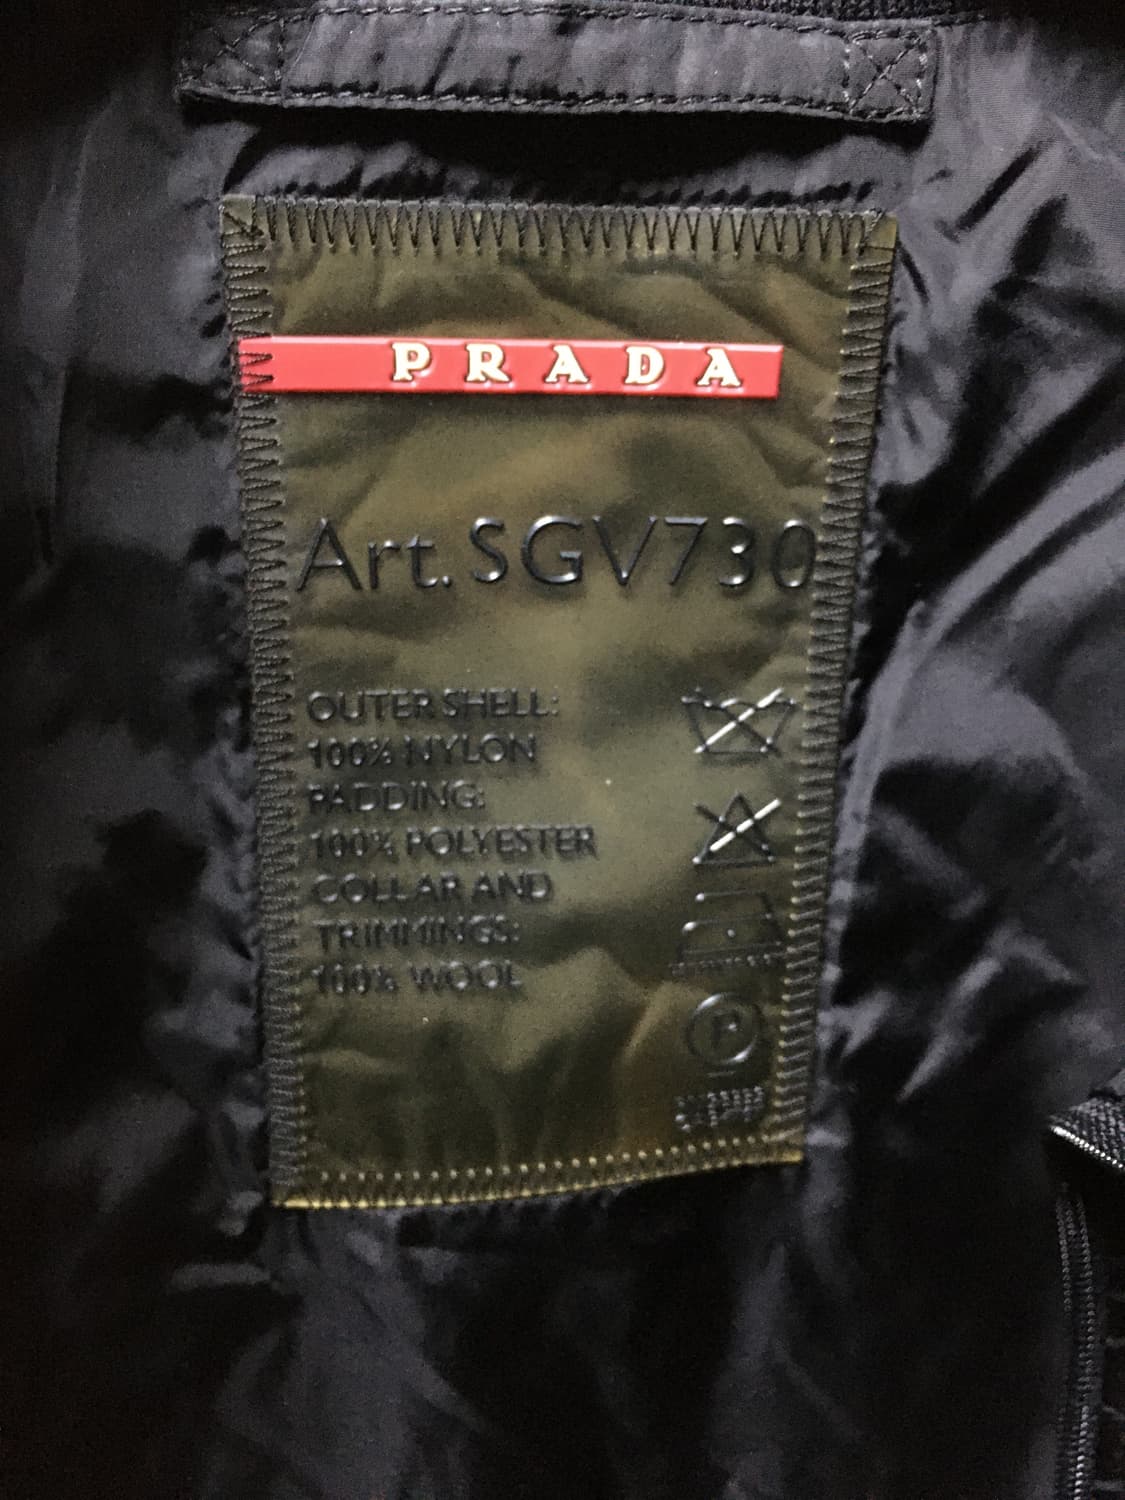 PRADA
Art. SGV730
OUTER SHELL:
100% NYLON
PADDING:
100% POLYESTER
COLLAR AND
TRIMMINGS:
100% WOOL
P